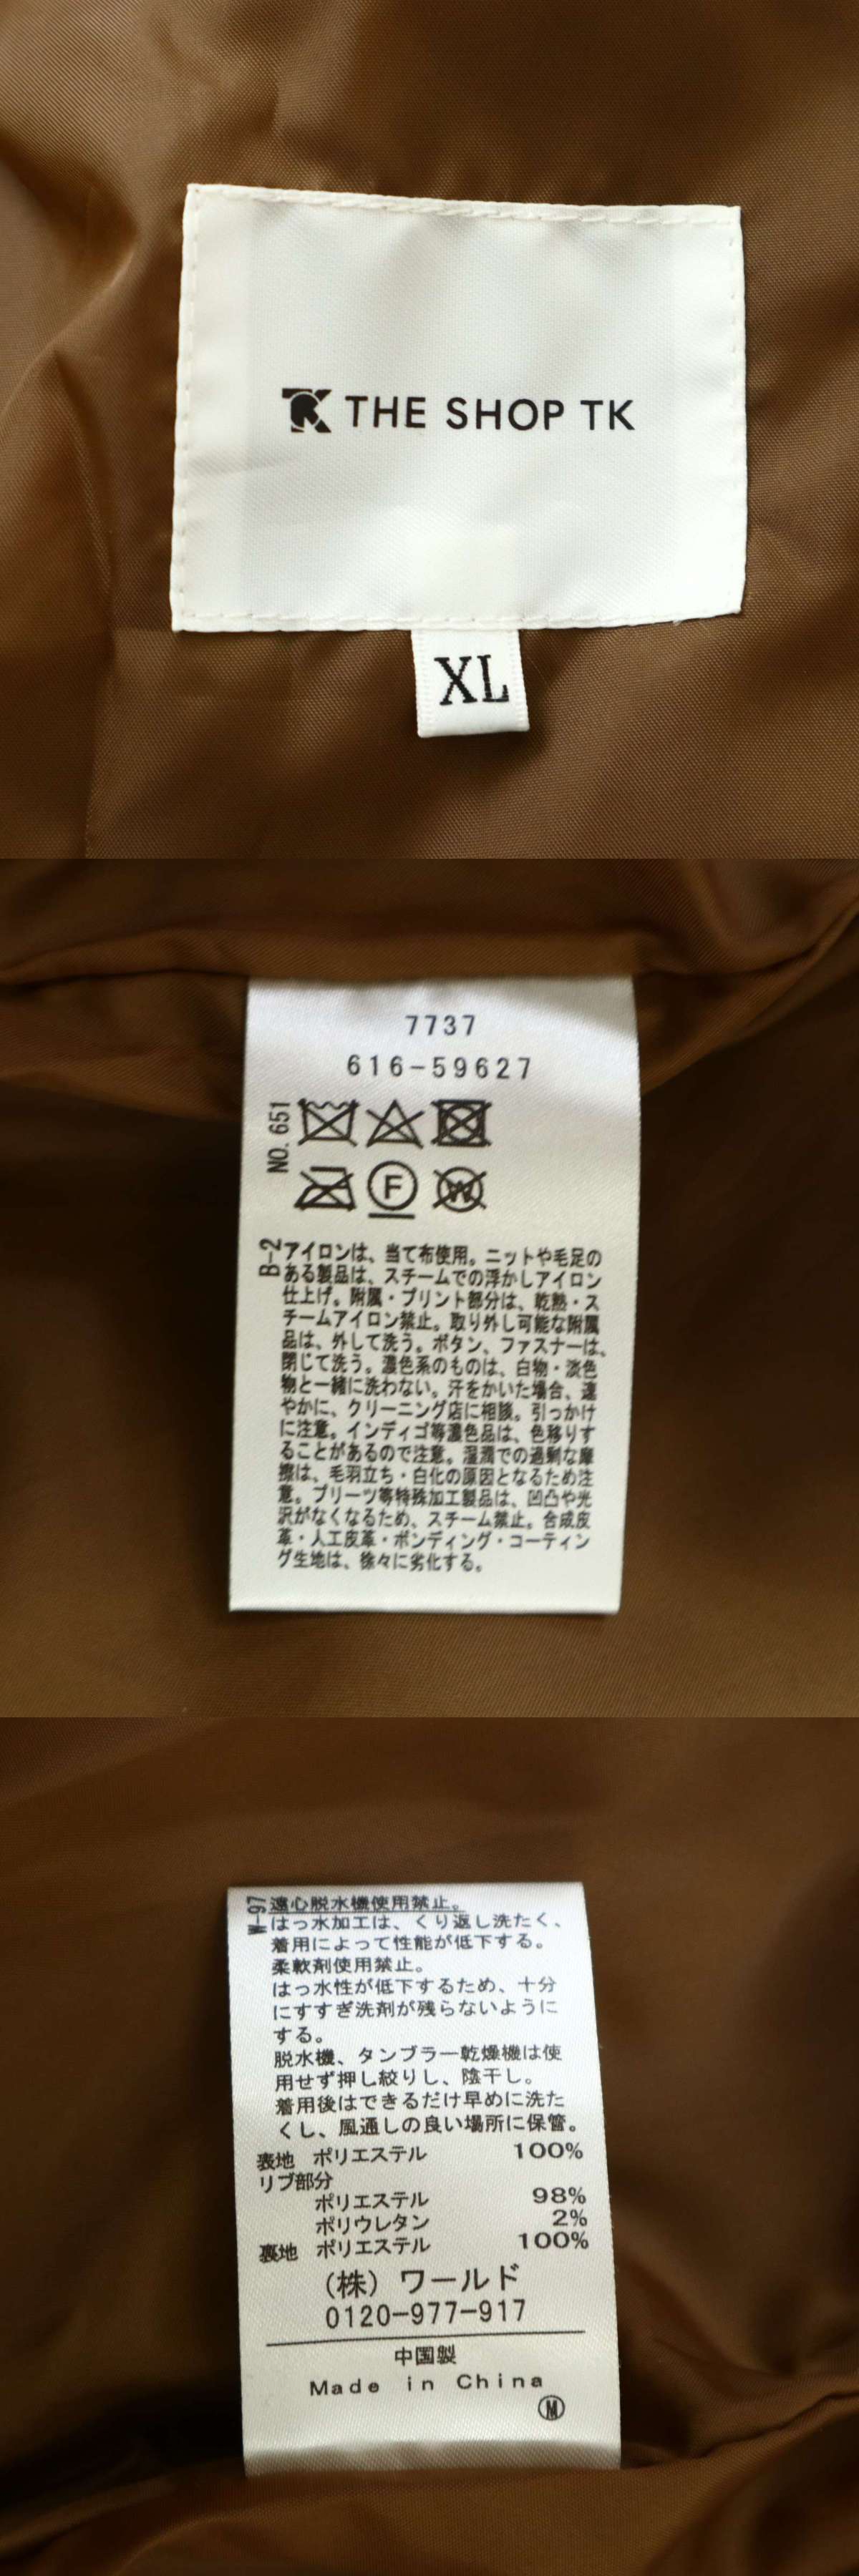 THE SHOP TK
XL
7737
616-59627
NO. 651
F
W
B-2
アイロンは、当て布使用。ニットや毛足の
ある製品は、スチームでの浮かしアイロン
仕上げ。附属・プリント部分は、乾熱・ス
チームアイロン禁止。取り外し可能な附属
品は、外して洗う。ボタン、ファスナーは、
閉じて洗う。濃色系のものは、白物・淡色
物と一緒に洗わない。汗をかいた場合、速
やかに、クリーニング店に相談。引っかけ
に注意。インディゴ等濃色品は、色移りす
ることがあるので注意。湿潤での過剰な摩
擦は、毛羽立ち・白化の原因となるため注
意。プリーツ等特殊加工製品は、凹凸や光
沢がなくなるため、スチーム禁止。合成皮
革・人工皮革・ボンディング・コーティン
グ生地は、徐々に劣化する。
W-97
遠心脱水機使用禁止。
はっ水加工は、くり返し洗たく、
着用によって性能が低下する。
柔軟剤使用禁止。
はっ水性が低下するため、十分
にすすぎ洗剤が残らないように
する。
脱水機、タンブラー乾燥機は使
用せず押し絞りし、陰干し。
着用後はできるだけ早めに洗た
くし、風通しの良い場所に保管。
表地 ポリエステル 100%
リブ部分
ポリエステル 98%
ポリウレタン 2%
裏地 ポリエステル 100%
(株) ワールド
0120-977-917
中国製
Made in China
Ⓜ